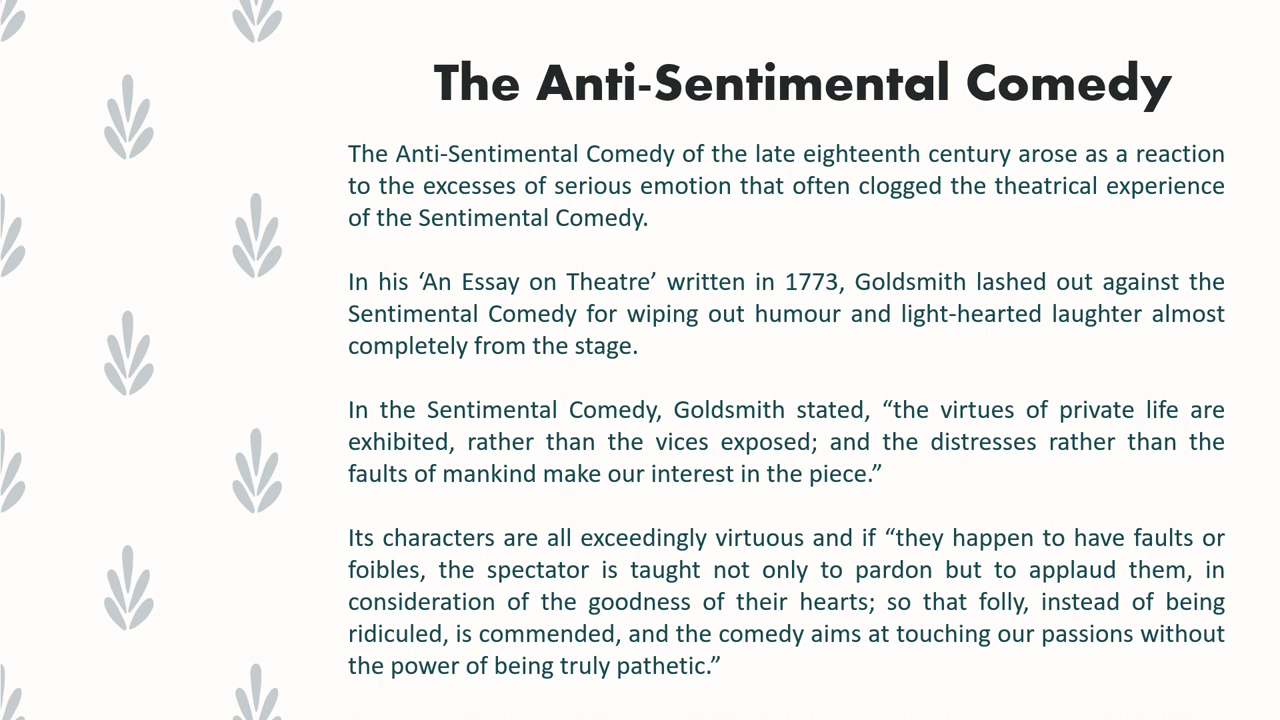 The Anti-Sentimental Comedy
The Anti-Sentimental Comedy of the late eighteenth century arose as a reaction
to the excesses of serious emotion that often clogged the theatrical experience
of the Sentimental Comedy.
In his ‘An Essay on Theatre’ written in 1773, Goldsmith lashed out against the
Sentimental Comedy for wiping out humour and light-hearted laughter almost
completely from the stage.
In the Sentimental Comedy, Goldsmith stated, “the virtues of private life are
exhibited, rather than the vices exposed; and the distresses rather than the
faults of mankind make our interest in the piece.”
Its characters are all exceedingly virtuous and if “they happen to have faults or
foibles, the spectator is taught not only to pardon but to applaud them, in
consideration of the goodness of their hearts; so that folly, instead of being
ridiculed, is commended, and the comedy aims at touching our passions without
the power of being truly pathetic.”